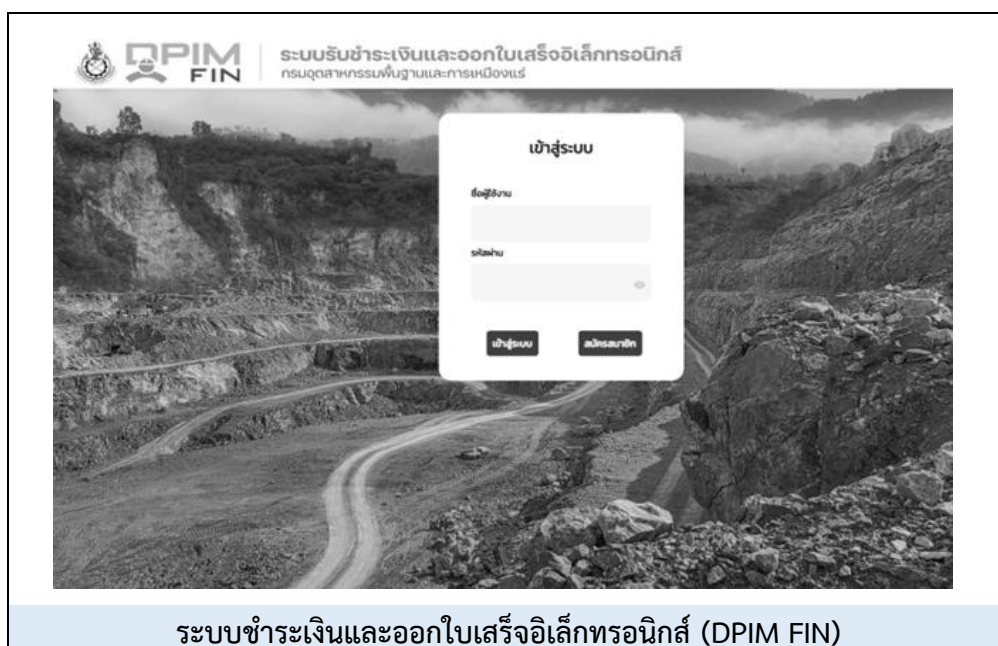 DPIM
FIN
ระบบรับชำระเงินและออกใบเสร็จอิเล็กทรอนิกส์
กรมอุตสาหกรรมพื้นฐานและการเหมืองแร่
เข้าสู่ระบบ
ชื่อผู้ใช้งาน
รหัสผ่าน
เข้าสู่ระบบ สมัครสมาชิก
ระบบชำระเงินและออกใบเสร็จอิเล็กทรอนิกส์ (DPIM FIN)